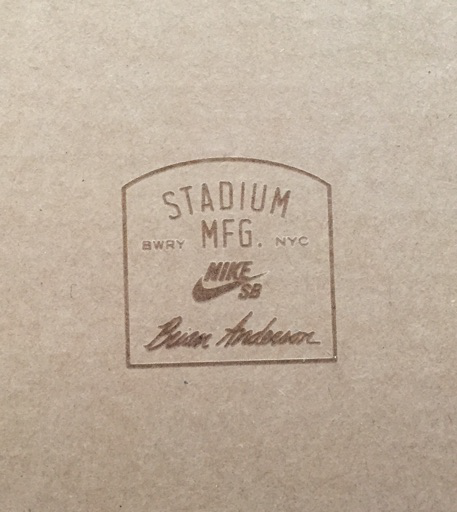 STADIUM
BWRY MFG. NYC
NIKE
SB
Brian Anderson